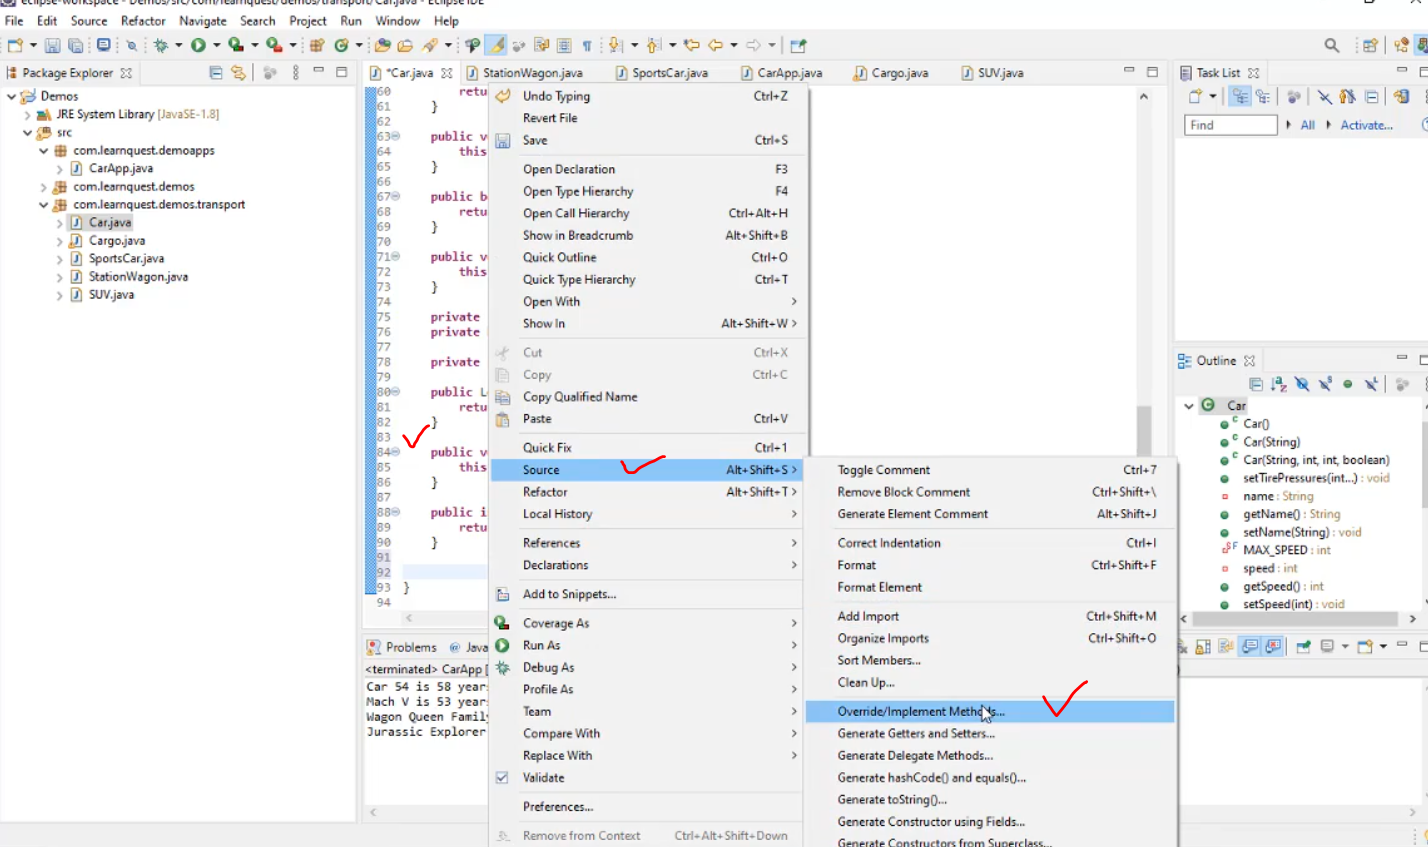 eclipse-workspace - Demos/src/com/learnquest/demos/transport/Car.java - Eclipse IDE
File Edit Source Refactor Navigate Search Project Run Window Help
Package Explorer
Demos
JRE System Library [JavaSE-1.8]
src
com.learnquest.demoapps
CarApp.java
com.learnquest.demos
com.learnquest.demos.transport
Car.java
Cargo.java
SportsCar.java
StationWagon.java
SUV.java
*Car.java StationWagon.java SportsCar.java CarApp.java Cargo.java SUV.java
60 retu
61 }
62
63 public v
64 this
65 }
66
67 public b
68 retu
69 }
70
71 public v
72 this
73 }
74
75 private
76 private
77
78 private
79
80 public L
81 retu
82 }
83
84 public v
85 this
86 }
87
88 public i
89 retu
90 }
91
92
93 }
94
Undo Typing Ctrl+Z
Revert File
Save Ctrl+S
Open Declaration F3
Open Type Hierarchy F4
Open Call Hierarchy Ctrl+Alt+H
Show in Breadcrumb Alt+Shift+B
Quick Outline Ctrl+O
Quick Type Hierarchy Ctrl+T
Open With
Show In Alt+Shift+W
Cut Ctrl+X
Copy Ctrl+C
Copy Qualified Name
Paste Ctrl+V
Quick Fix Ctrl+1
Source Alt+Shift+S
Refactor Alt+Shift+T
Local History
References
Declarations
Add to Snippets...
Coverage As
Run As
Debug As
Profile As
Team
Compare With
Replace With
Validate
Preferences...
Remove from Context Ctrl+Alt+Shift+Down
Toggle Comment Ctrl+7
Remove Block Comment Ctrl+Shift+\
Generate Element Comment Alt+Shift+J
Correct Indentation Ctrl+I
Format Ctrl+Shift+F
Format Element
Add Import Ctrl+Shift+M
Organize Imports Ctrl+Shift+O
Sort Members...
Clean Up...
Override/Implement Methods...
Generate Getters and Setters...
Generate Delegate Methods...
Generate hashCode() and equals()...
Generate toString()...
Generate Constructor using Fields...
Generate Constructors from Superclass...
Task List
Find All Activate...
Outline
Car
Car()
Car(String)
Car(String, int, int, boolean)
setTirePressures(int...) : void
name : String
getName() : String
setName(String) : void
MAX_SPEED : int
speed : int
getSpeed() : int
setSpeed(int) : void
Problems Java
<terminated> CarApp [
Car 54 is 58 year
Mach V is 53 year
Wagon Queen Family
Jurassic Explorer